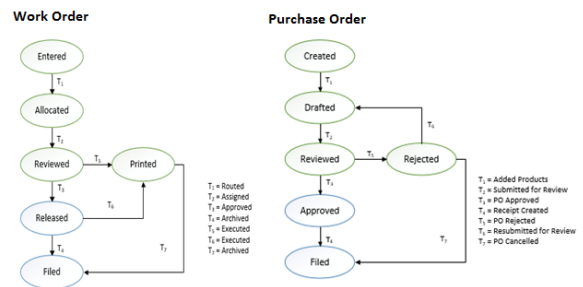 Work Order
Entered
T₁
Allocated
T₂
Reviewed
T₅
Printed
T₃
Released
T₆
T₄
T₇
Filed
T₁ = Routed
T₂ = Assigned
T₃ = Approved
T₄ = Archived
T₅ = Executed
T₆ = Executed
T₇ = Archived
Purchase Order
Created
T₁
Drafted
T₂
T₆
Reviewed
T₅
Rejected
T₃
Approved
T₄
T₇
Filed
T₁ = Added Products
T₂ = Submitted for Review
T₃ = PO Approved
T₄ = Receipt Created
T₅ = PO Rejected
T₆ = Resubmitted for Review
T₇ = PO Cancelled